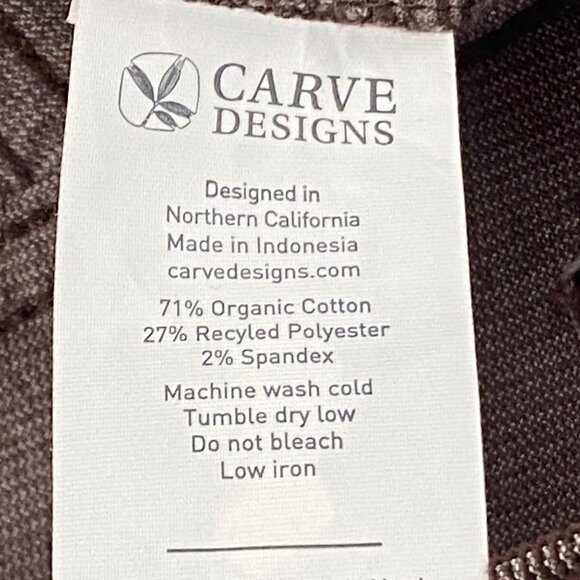 CARVE
DESIGNS
Designed in
Northern California
Made in Indonesia
carvedesigns.com
71% Organic Cotton
27% Recyled Polyester
2% Spandex
Machine wash cold
Tumble dry low
Do not bleach
Low iron